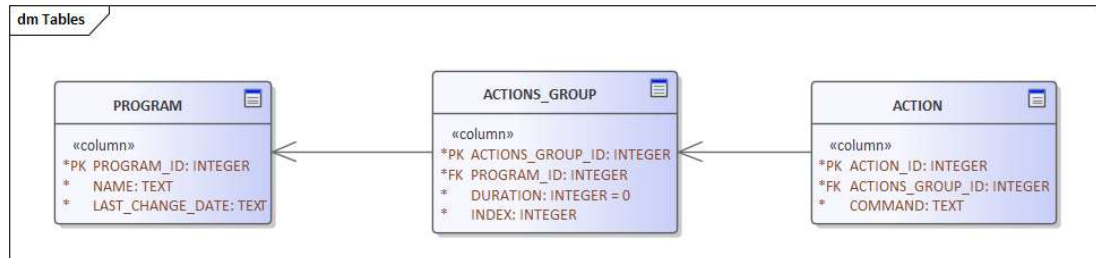 dm Tables
PROGRAM
«column»
*PK PROGRAM_ID: INTEGER
* NAME: TEXT
* LAST_CHANGE_DATE: TEXT
ACTIONS_GROUP
«column»
*PK ACTIONS_GROUP_ID: INTEGER
*FK PROGRAM_ID: INTEGER
* DURATION: INTEGER = 0
* INDEX: INTEGER
ACTION
«column»
*PK ACTION_ID: INTEGER
*FK ACTIONS_GROUP_ID: INTEGER
* COMMAND: TEXT